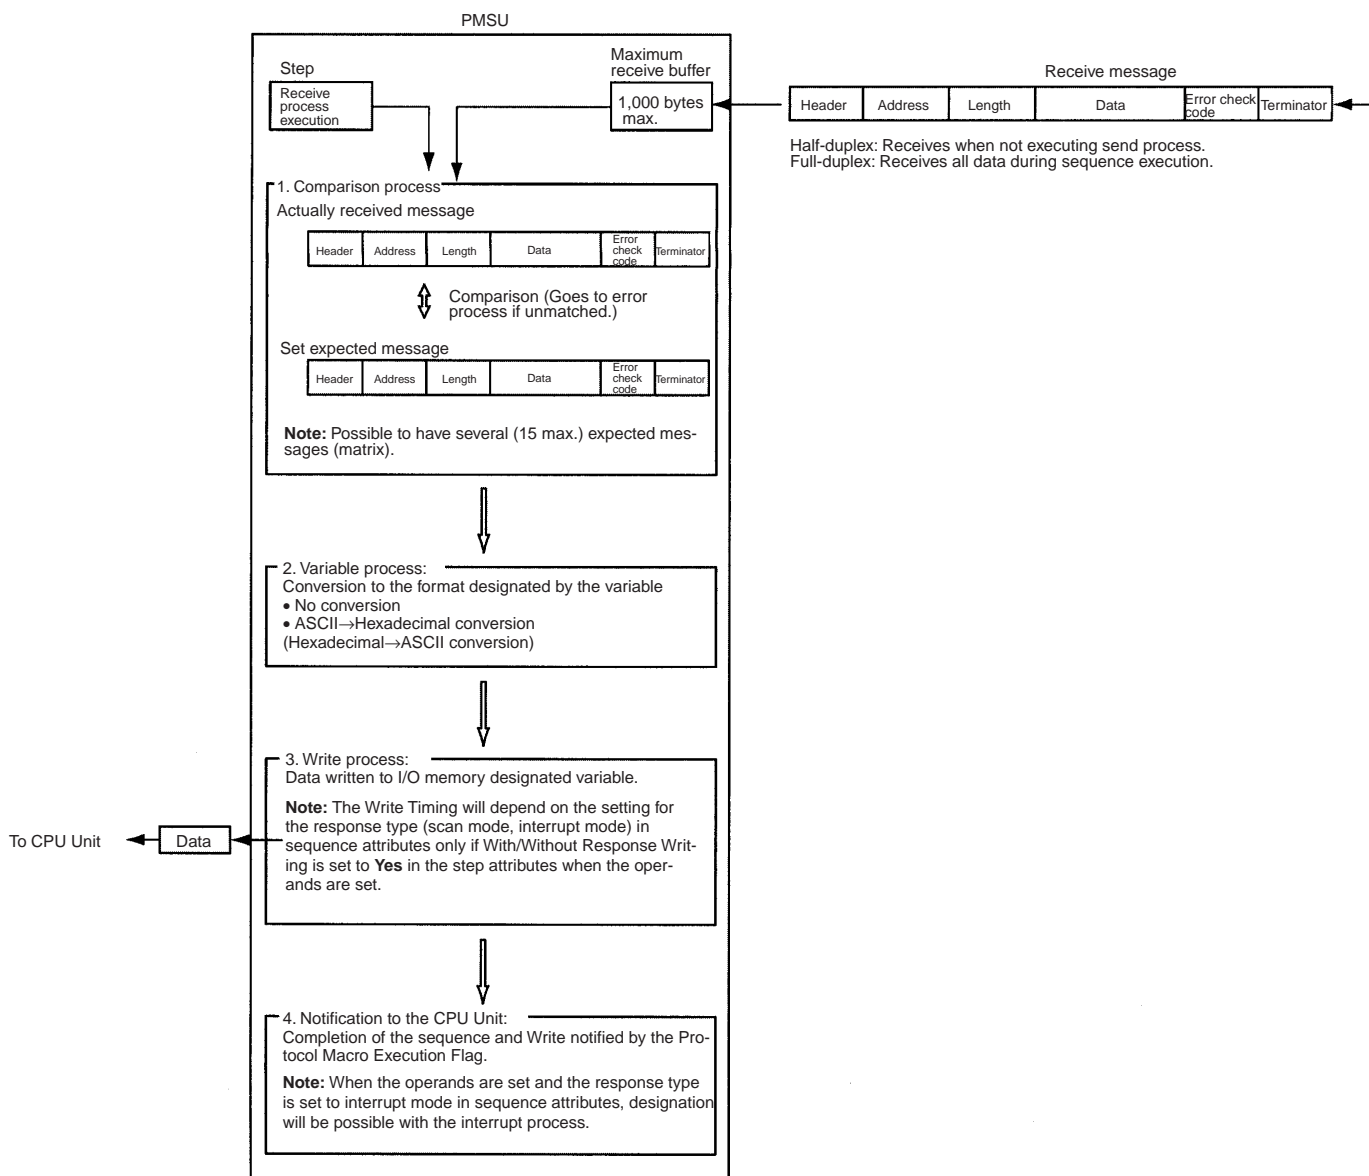 PMSU
Step
Receive
process
execution
Maximum
receive buffer
1,000 bytes
max.
Receive message
Header Address Length Data Error check
code Terminator
Half-duplex: Receives when not executing send process.
Full-duplex: Receives all data during sequence execution.
1. Comparison process
Actually received message
Header Address Length Data Error
check
code Terminator
Comparison (Goes to error
process if unmatched.)
Set expected message
Header Address Length Data Error
check
code Terminator
Note: Possible to have several (15 max.) expected mes-
sages (matrix).
2. Variable process:
Conversion to the format designated by the variable
• No conversion
• ASCII→Hexadecimal conversion
(Hexadecimal→ASCII conversion)
3. Write process:
Data written to I/O memory designated variable.
Note: The Write Timing will depend on the setting for
the response type (scan mode, interrupt mode) in
sequence attributes only if With/Without Response Writ-
ing is set to Yes in the step attributes when the oper-
ands are set.
To CPU Unit
Data
4. Notification to the CPU Unit:
Completion of the sequence and Write notified by the Pro-
tocol Macro Execution Flag.
Note: When the operands are set and the response type
is set to interrupt mode in sequence attributes, designation
will be possible with the interrupt process.